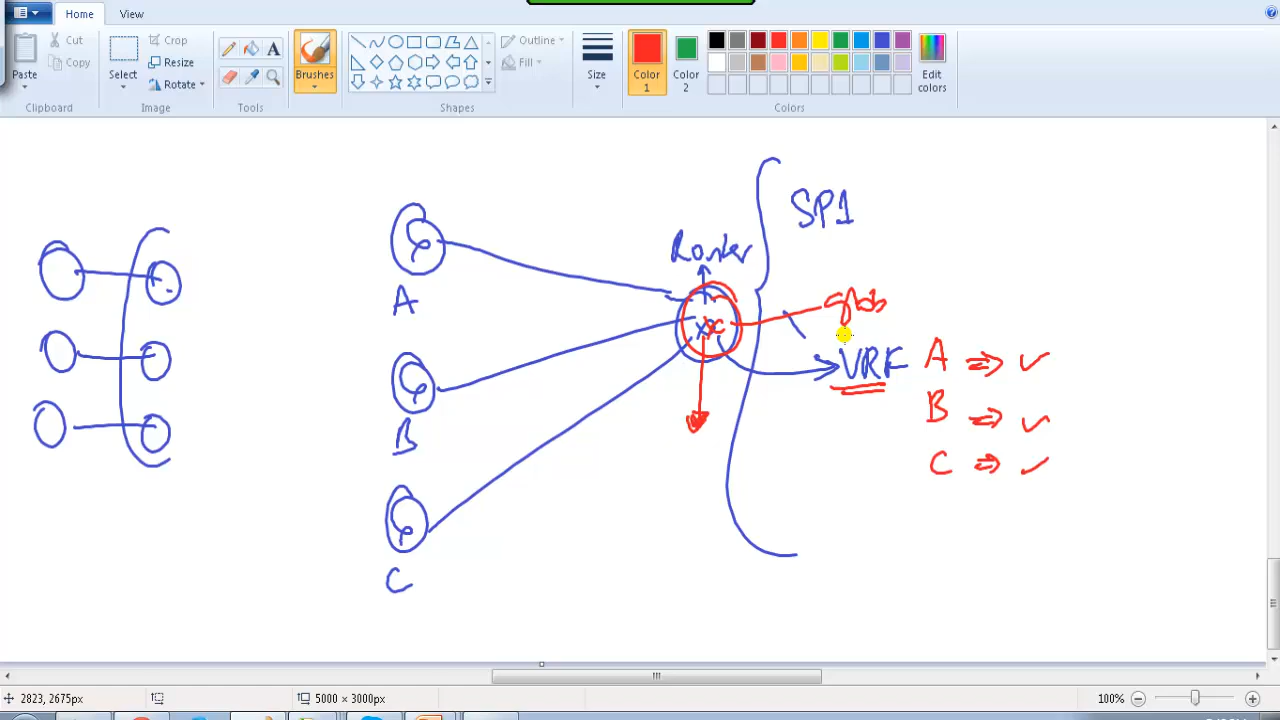 Home
View
Paste
Cut
Copy
Clipboard
Select
Crop
Resize
Rotate
Image
A
Tools
Brushes
Outline
Fill
Shapes
Size
Color 1
Color 2
Edit colors
Colors
SP1
Router
A
B
C
glob
VRF
A ⇒ ✓
B ⇒ ✓
C ⇒ ✓
2823, 2675px
5000 × 3000px
100%